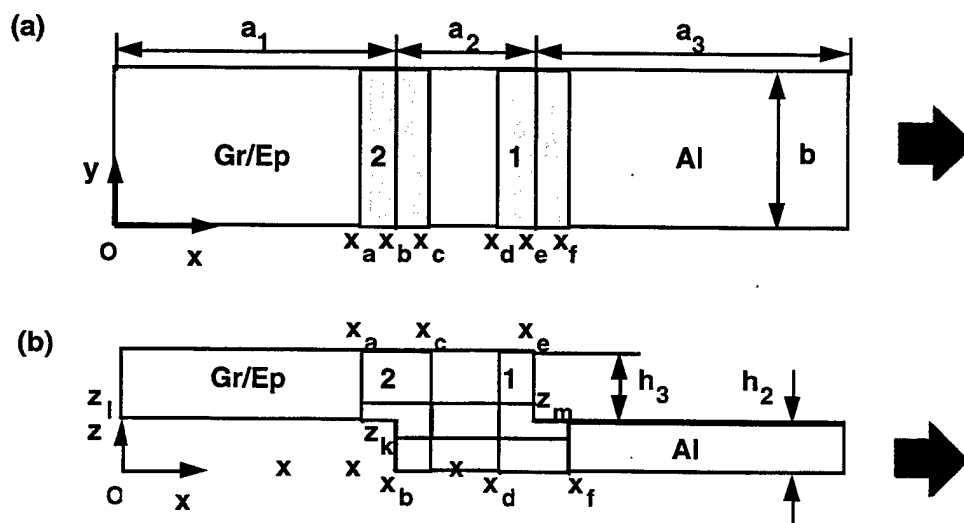 (a)
a1 a2 a3
Gr/Ep 2 1 Al b
y
O x
xa xb xc xd xe xf
(b)
xa xc xe
Gr/Ep 2 1 h3 h2
zl zm
z zk Al
O x x x x
xb xd xf